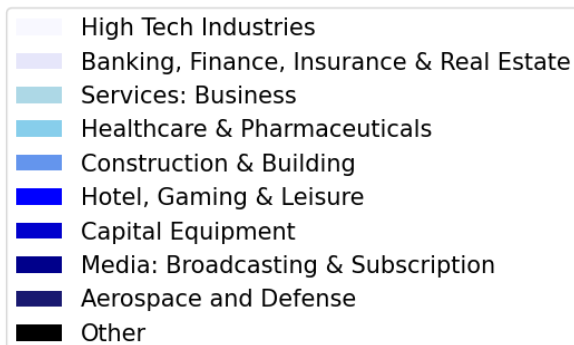 High Tech Industries
Banking, Finance, Insurance & Real Estate
Services: Business
Healthcare & Pharmaceuticals
Construction & Building
Hotel, Gaming & Leisure
Capital Equipment
Media: Broadcasting & Subscription
Aerospace and Defense
Other